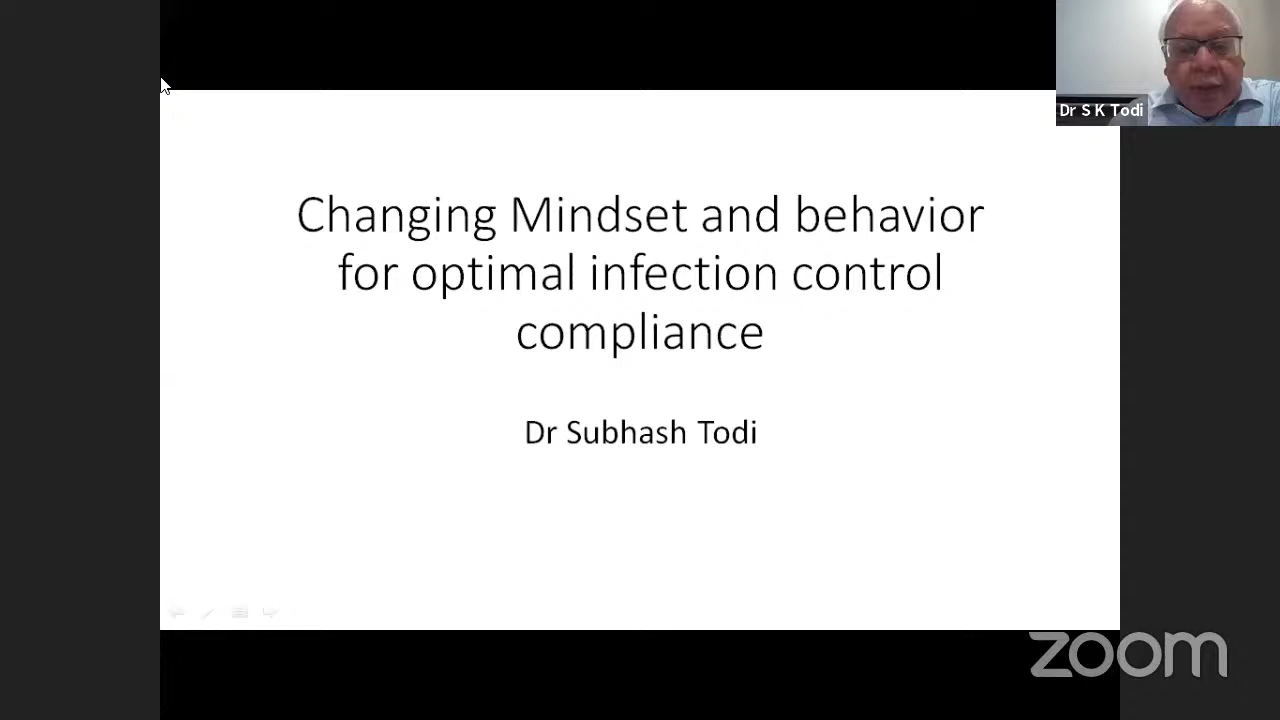 Dr S K Todi
Changing Mindset and behavior
for optimal infection control
compliance
Dr Subhash Todi
zoom